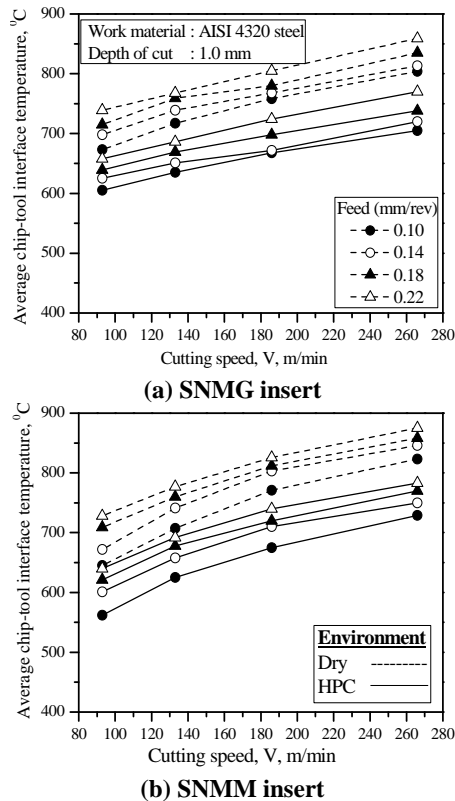 900
800
700
600
500
400
Average chip-tool interface temperature, ⁰C
Work material : AISI 4320 steel
Depth of cut : 1.0 mm
Feed (mm/rev)
0.10
0.14
0.18
0.22
80 100 120 140 160 180 200 220 240 260 280
Cutting speed, V, m/min
(a) SNMG insert
900
800
700
600
500
400
Average chip-tool interface temperature, ⁰C
Environment
Dry
HPC
80 100 120 140 160 180 200 220 240 260 280
Cutting speed, V, m/min
(b) SNMM insert